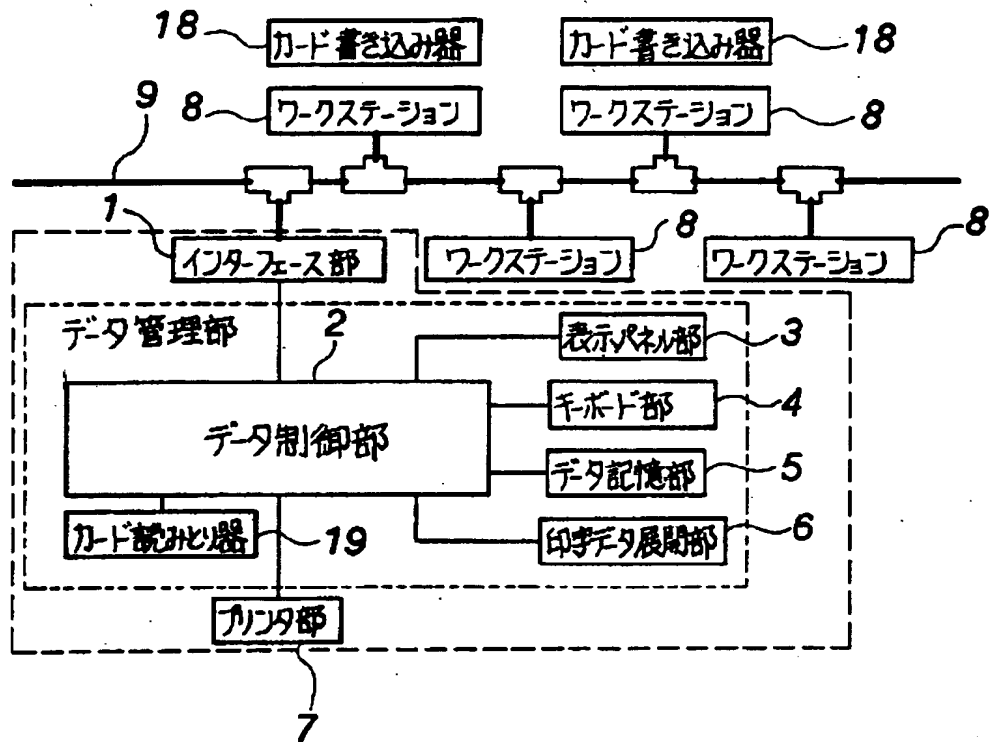 18 カード書き込み器 カード書き込み器 18
8 ワークステーション ワークステーション 8
9
1
インターフェース部 ワークステーション 8 ワークステーション 8
データ管理部
2
表示パネル部 3
キーボード部 4
データ制御部
データ記憶部 5
カード読みとり器 19
印字データ展開部 6
プリンタ部
7